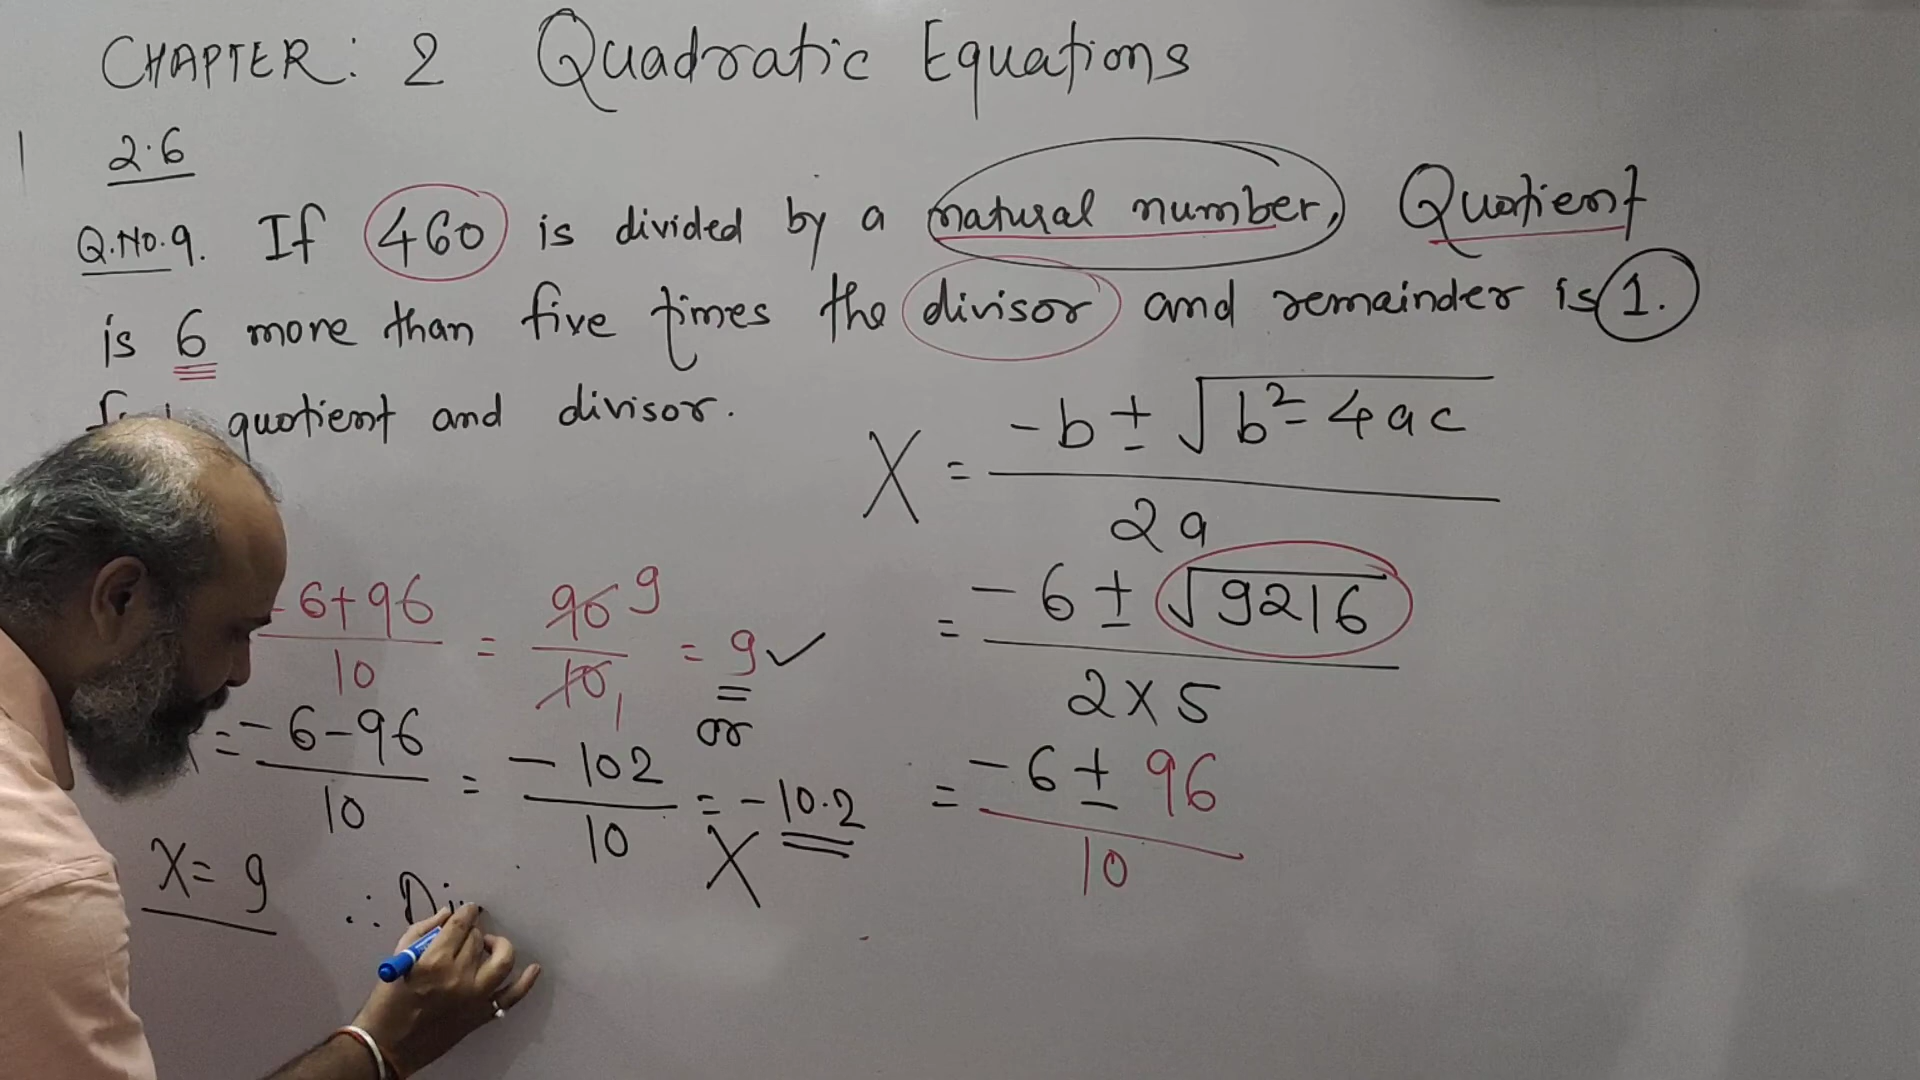 CHAPTER: 2 Quadratic Equations
2.6
Q.No.9. If 460 is divided by a natural number, Quotient
is 6 more than five times the divisor and remainder is 1.
quotient and divisor.
X = -b ± √b² - 4ac
2a
-6+96 / 10 = 90 / 10 9 1 = 9 ✓
or
= -6-96 / 10 = -102 / 10 = -10.2 X
X = 9 ∴ Di
= -6 ± √9216
2 X 5
= -6 ± 96
10